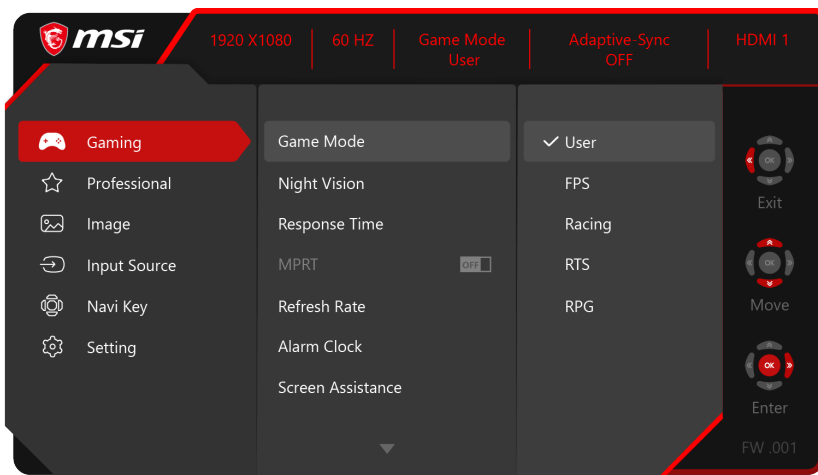 msi
1920 X1080
60 HZ
Game Mode
User
Adaptive-Sync
OFF
HDMI 1
Gaming
Professional
Image
Input Source
Navi Key
Setting
Game Mode
Night Vision
Response Time
MPRT
OFF
Refresh Rate
Alarm Clock
Screen Assistance
User
FPS
Racing
RTS
RPG
OK
Exit
OK
Move
OK
Enter
FW .001